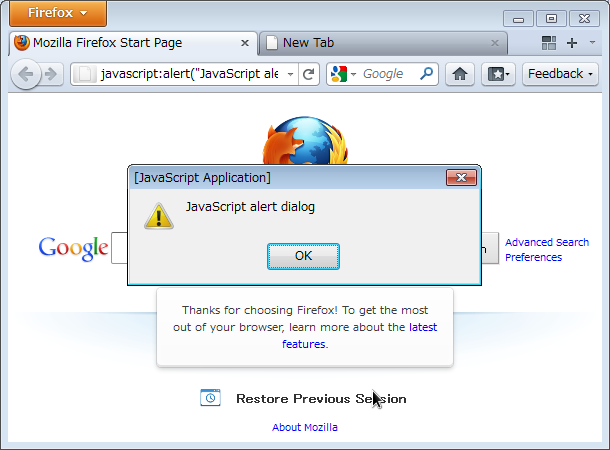 Firefox
Mozilla Firefox Start Page
New Tab
javascript:alert("JavaScript ale
Google
Feedback
[JavaScript Application]
JavaScript alert dialog
OK
Google
Advanced Search
Preferences
Thanks for choosing Firefox! To get the most
out of your browser, learn more about the latest
features.
Restore Previous Session
About Mozilla